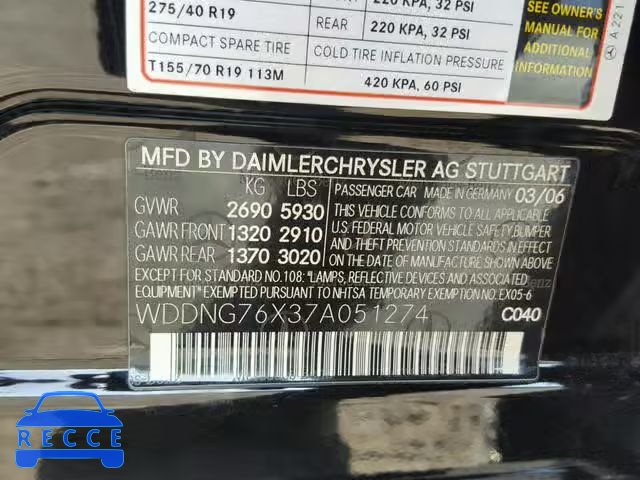 220 KPA, 32 PSI
275/40 R19
REAR 220 KPA, 32 PSI
COMPACT SPARE TIRE COLD TIRE INFLATION PRESSURE
T155/70 R19 113M 420 KPA, 60 PSI
SEE OWNER'S
MANUAL FOR
ADDITIONAL
INFORMATION
A 221
MFD BY DAIMLERCHRYSLER AG STUTTGART
KG LBS
GVWR 2690 5930
GAWR FRONT 1320 2910
GAWR REAR 1370 3020
PASSENGER CAR MADE IN GERMANY 03/06
THIS VEHICLE CONFORMS TO ALL APPLICABLE
U.S. FEDERAL MOTOR VEHICLE SAFETY, BUMPER
AND THEFT PREVENTION STANDARDS IN EFFECT
ON THE DATE OF MANUFACTURE SHOWN ABOVE.
EXCEPT FOR STANDARD NO. 108: "LAMPS, REFLECTIVE DEVICES AND ASSOCIATED
EQUIPMENT" EXEMPTED PURSUANT TO NHTSA TEMPORARY EXEMPTION NO. EX05-6
WDDNG76X37A051274 C040
RECCE